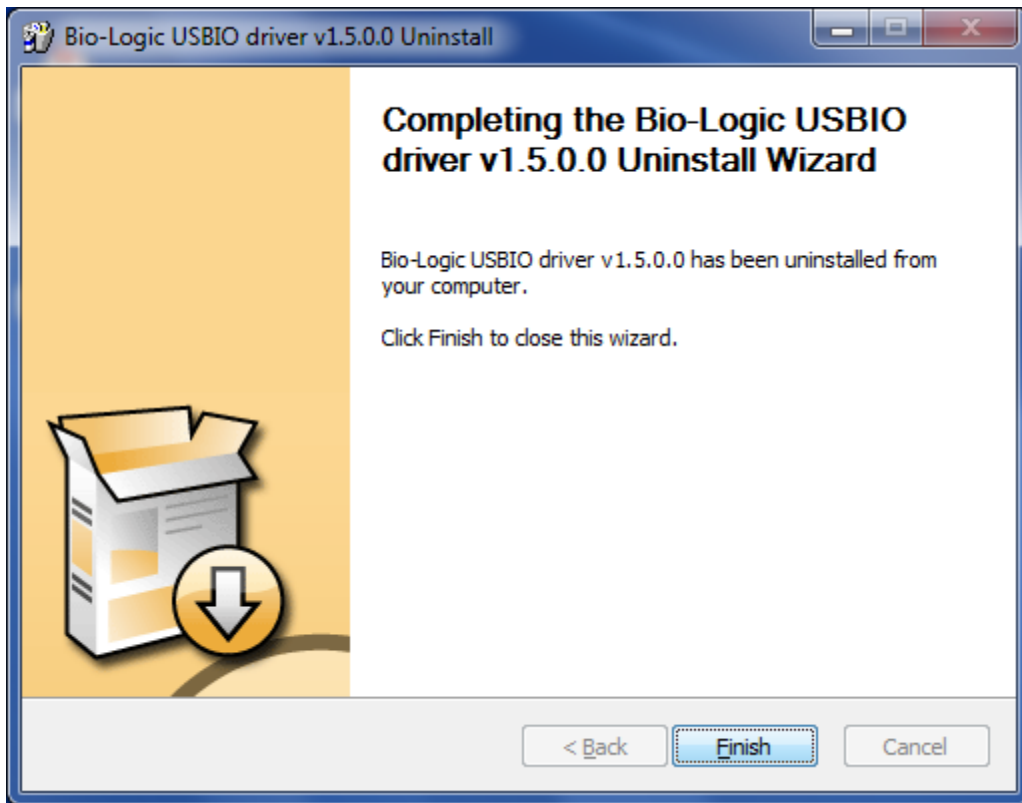 Bio-Logic USBIO driver v1.5.0.0 Uninstall
Completing the Bio-Logic USBIO
driver v1.5.0.0 Uninstall Wizard
Bio-Logic USBIO driver v1.5.0.0 has been uninstalled from
your computer.
Click Finish to close this wizard.
< Back
Finish
Cancel